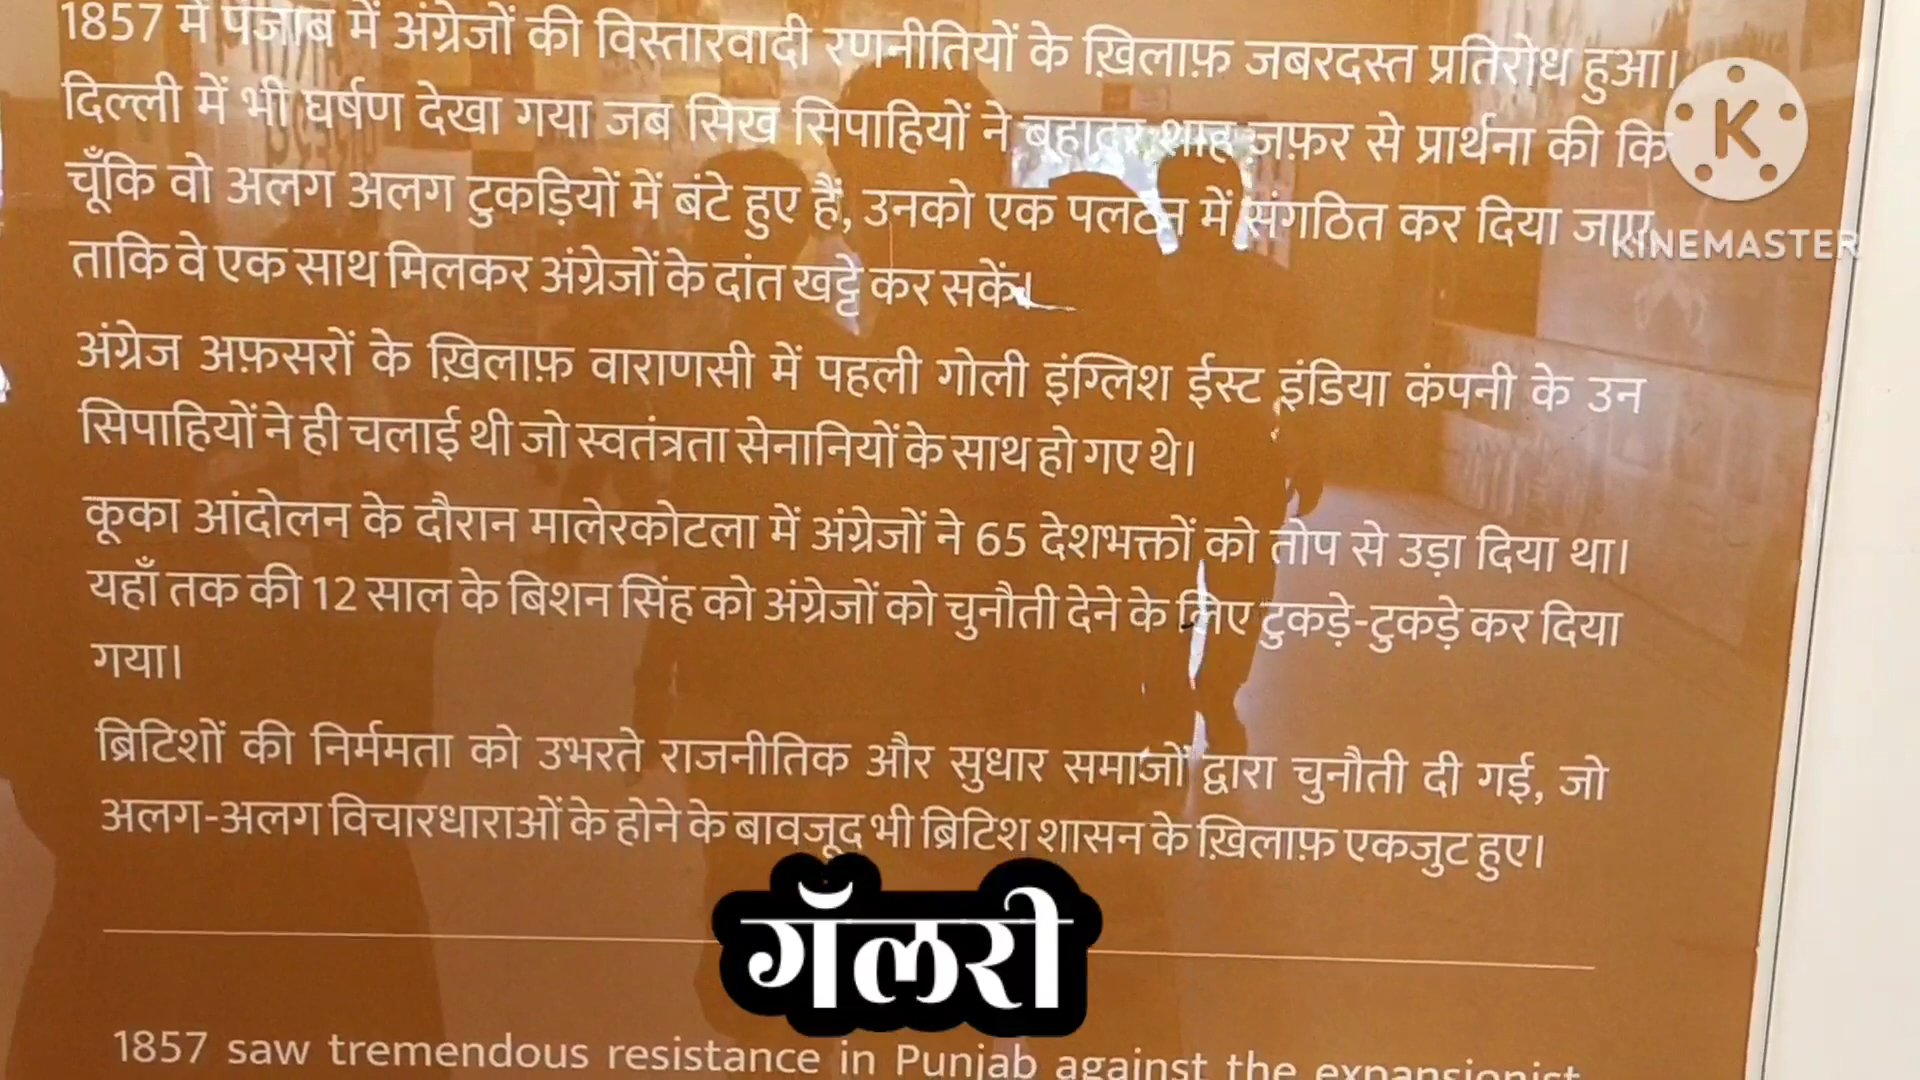 1857 में पंजाब में अंग्रेजों की विस्तारवादी रणनीतियों के ख़िलाफ़ जबरदस्त प्रतिरोध हुआ।
दिल्ली में भी घर्षण देखा गया जब सिख सिपाहियों ने बहादुर शाह ज़फ़र से प्रार्थना की कि
चूँकि वो अलग अलग टुकड़ियों में बंटे हुए हैं, उनको एक पलटन में संगठित कर दिया जाए
ताकि वे एक साथ मिलकर अंग्रेजों के दांत खट्टे कर सकें।
अंग्रेज अफ़सरों के ख़िलाफ़ वाराणसी में पहली गोली इंग्लिश ईस्ट इंडिया कंपनी के उन
सिपाहियों ने ही चलाई थी जो स्वतंत्रता सेनानियों के साथ हो गए थे।
कूका आंदोलन के दौरान मालेरकोटला में अंग्रेजों ने 65 देशभक्तों को तोप से उड़ा दिया था।
यहाँ तक की 12 साल के बिशन सिंह को अंग्रेजों को चुनौती देने के लिए टुकड़े-टुकड़े कर दिया
गया।
ब्रिटिशों की निर्ममता को उभरते राजनीतिक और सुधार समाजों द्वारा चुनौती दी गई, जो
अलग-अलग विचारधाराओं के होने के बावजूद भी ब्रिटिश शासन के ख़िलाफ़ एकजुट हुए।
गॅलरी
1857 saw tremendous resistance in Punjab against the expansionist
K
KINEMASTER